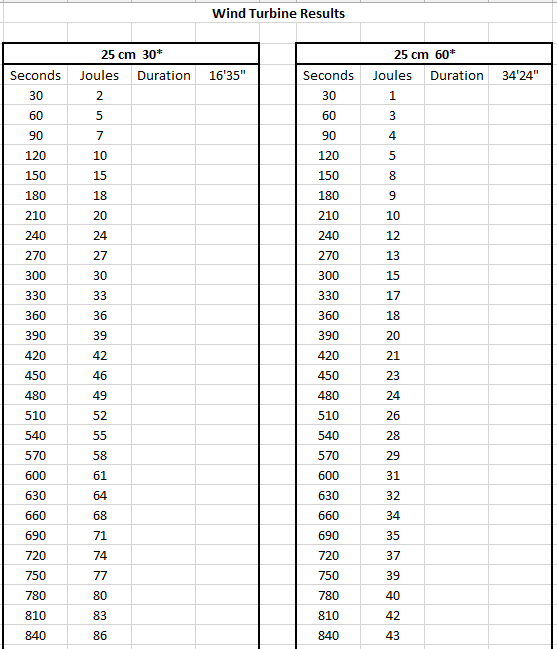 Wind Turbine Results
25 cm 30* 25 cm 60*
Seconds Joules Duration 16'35" Seconds Joules Duration 34'24"
30 2 30 1
60 5 60 3
90 7 90 4
120 10 120 5
150 15 150 8
180 18 180 9
210 20 210 10
240 24 240 12
270 27 270 13
300 30 300 15
330 33 330 17
360 36 360 18
390 39 390 20
420 42 420 21
450 46 450 23
480 49 480 24
510 52 510 26
540 55 540 28
570 58 570 29
600 61 600 31
630 64 630 32
660 68 660 34
690 71 690 35
720 74 720 37
750 77 750 39
780 80 780 40
810 83 810 42
840 86 840 43